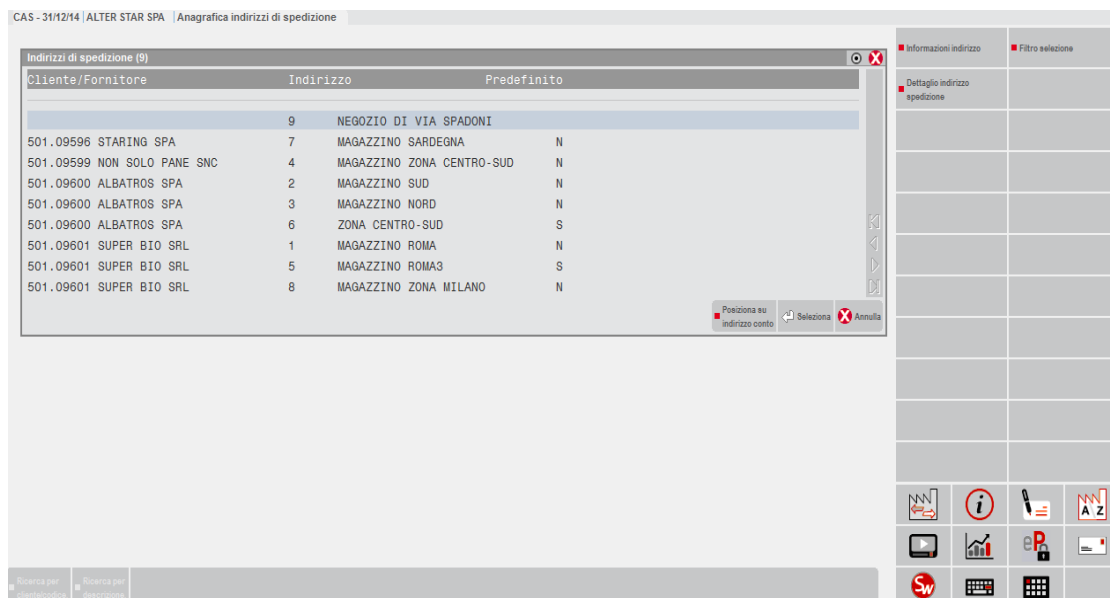 CAS - 31/12/14 | ALTER STAR SPA | Anagrafica indirizzi di spedizione
Indirizzi di spedizione (9)
Cliente/Fornitore Indirizzo Predefinito
9 NEGOZIO DI VIA SPADONI
501.09596 STARING SPA 7 MAGAZZINO SARDEGNA N
501.09599 NON SOLO PANE SNC 4 MAGAZZINO ZONA CENTRO-SUD N
501.09600 ALBATROS SPA 2 MAGAZZINO SUD N
501.09600 ALBATROS SPA 3 MAGAZZINO NORD N
501.09600 ALBATROS SPA 6 ZONA CENTRO-SUD S
501.09601 SUPER BIO SRL 1 MAGAZZINO ROMA N
501.09601 SUPER BIO SRL 5 MAGAZZINO ROMA3 S
501.09601 SUPER BIO SRL 8 MAGAZZINO ZONA MILANO N
Posiziona su
indirizzo conto
Seleziona
Annulla
Informazioni indirizzo
Filtro selezione
Dettaglio indirizzo
spedizione
i
A Z
eP
Sw
Ricerca per
cliente/codice
Ricerca per
descrizione